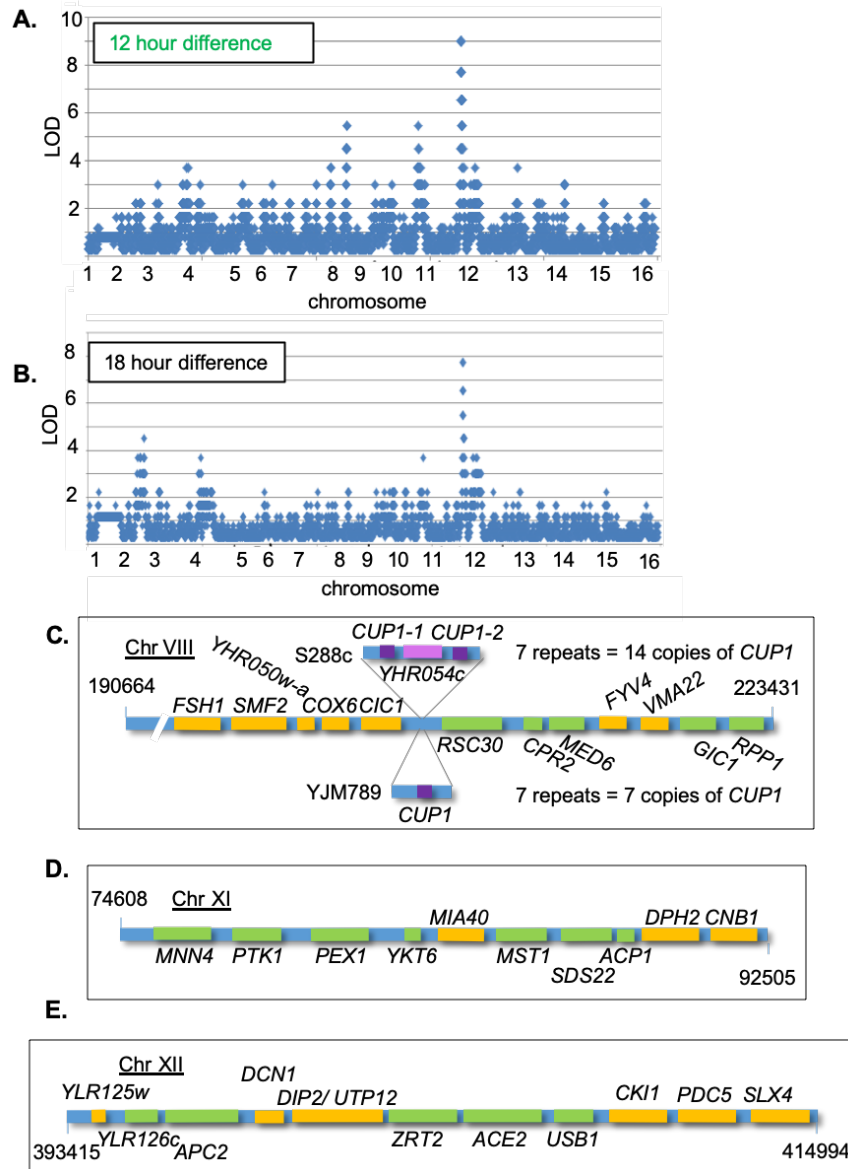 A.
12 hour difference
LOD
10
8
6
4
2
1 2 3 4 5 6 7 8 9 10 11 12 13 14 15 16
chromosome
B.
18 hour difference
LOD
8
6
4
2
1 2 3 4 5 6 7 8 9 10 11 12 13 14 15 16
chromosome
C.
Chr VIII
YHR050w-a
S288c
CUP1-1 CUP1-2
YHR054c
7 repeats = 14 copies of CUP1
190664
223431
FSH1 SMF2 COX6 CIC1
FYV4 VMA22
RSC30 CPR2 MED6 GIC1 RPP1
YJM789
CUP1
7 repeats = 7 copies of CUP1
D.
74608
Chr XI
MIA40 DPH2 CNB1
MNN4 PTK1 PEX1 YKT6 MST1 SDS22 ACP1
92505
E.
Chr XII
YLR125w DCN1 DIP2/ UTP12 CKI1 PDC5 SLX4
YLR126c APC2 ZRT2 ACE2 USB1
393415
414994